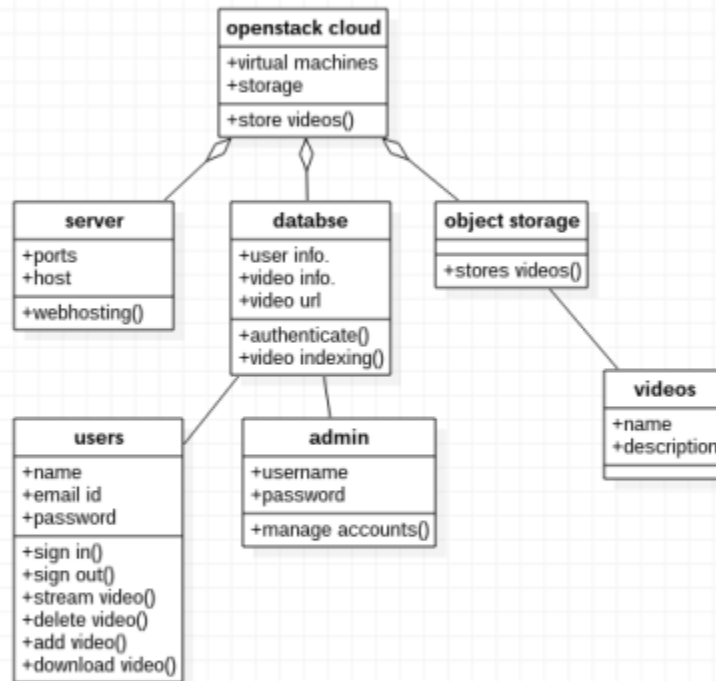 openstack cloud
+virtual machines
+storage
+store videos()
server
+ports
+host
+webhosting()
databse
+user info.
+video info.
+video url
+authenticate()
+video indexing()
object storage
+stores videos()
videos
+name
+description
users
+name
+email id
+password
+sign in()
+sign out()
+stream video()
+delete video()
+add video()
+download video()
admin
+username
+password
+manage accounts()